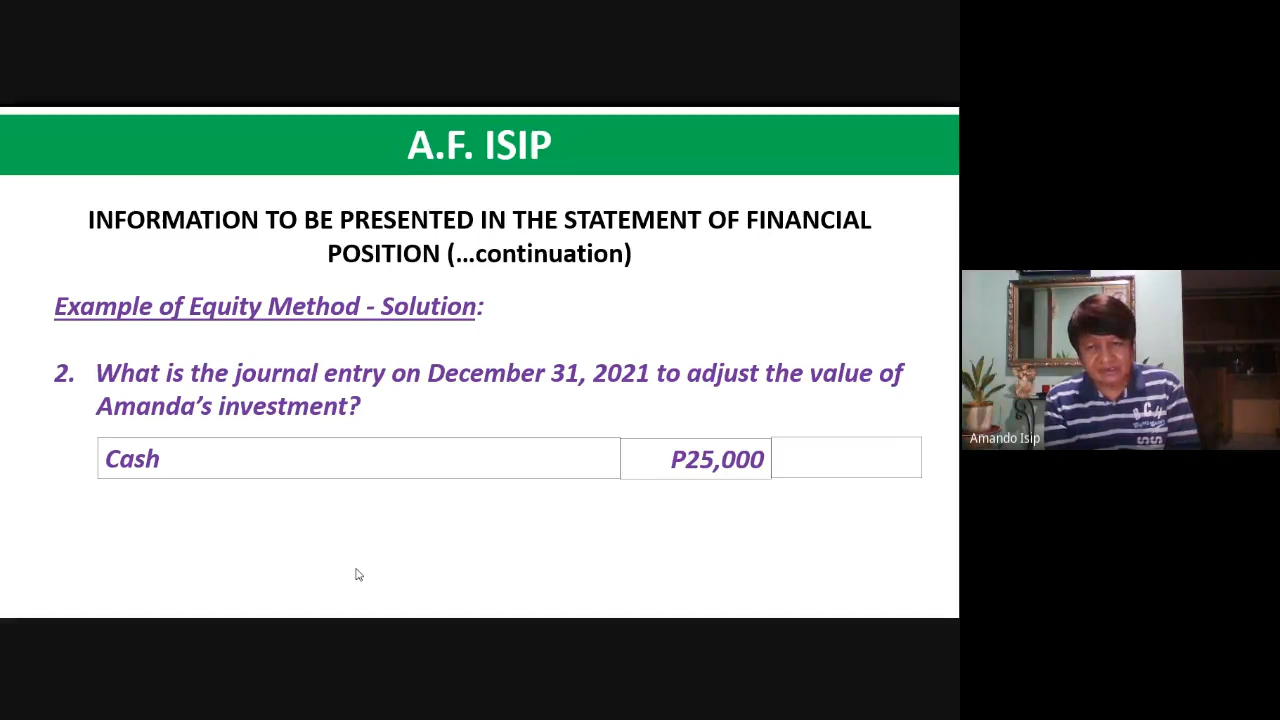 A.F. ISIP
INFORMATION TO BE PRESENTED IN THE STATEMENT OF FINANCIAL
POSITION (...continuation)
Example of Equity Method - Solution:
2. What is the journal entry on December 31, 2021 to adjust the value of
Amanda's investment?
Cash P25,000
Amando Isip